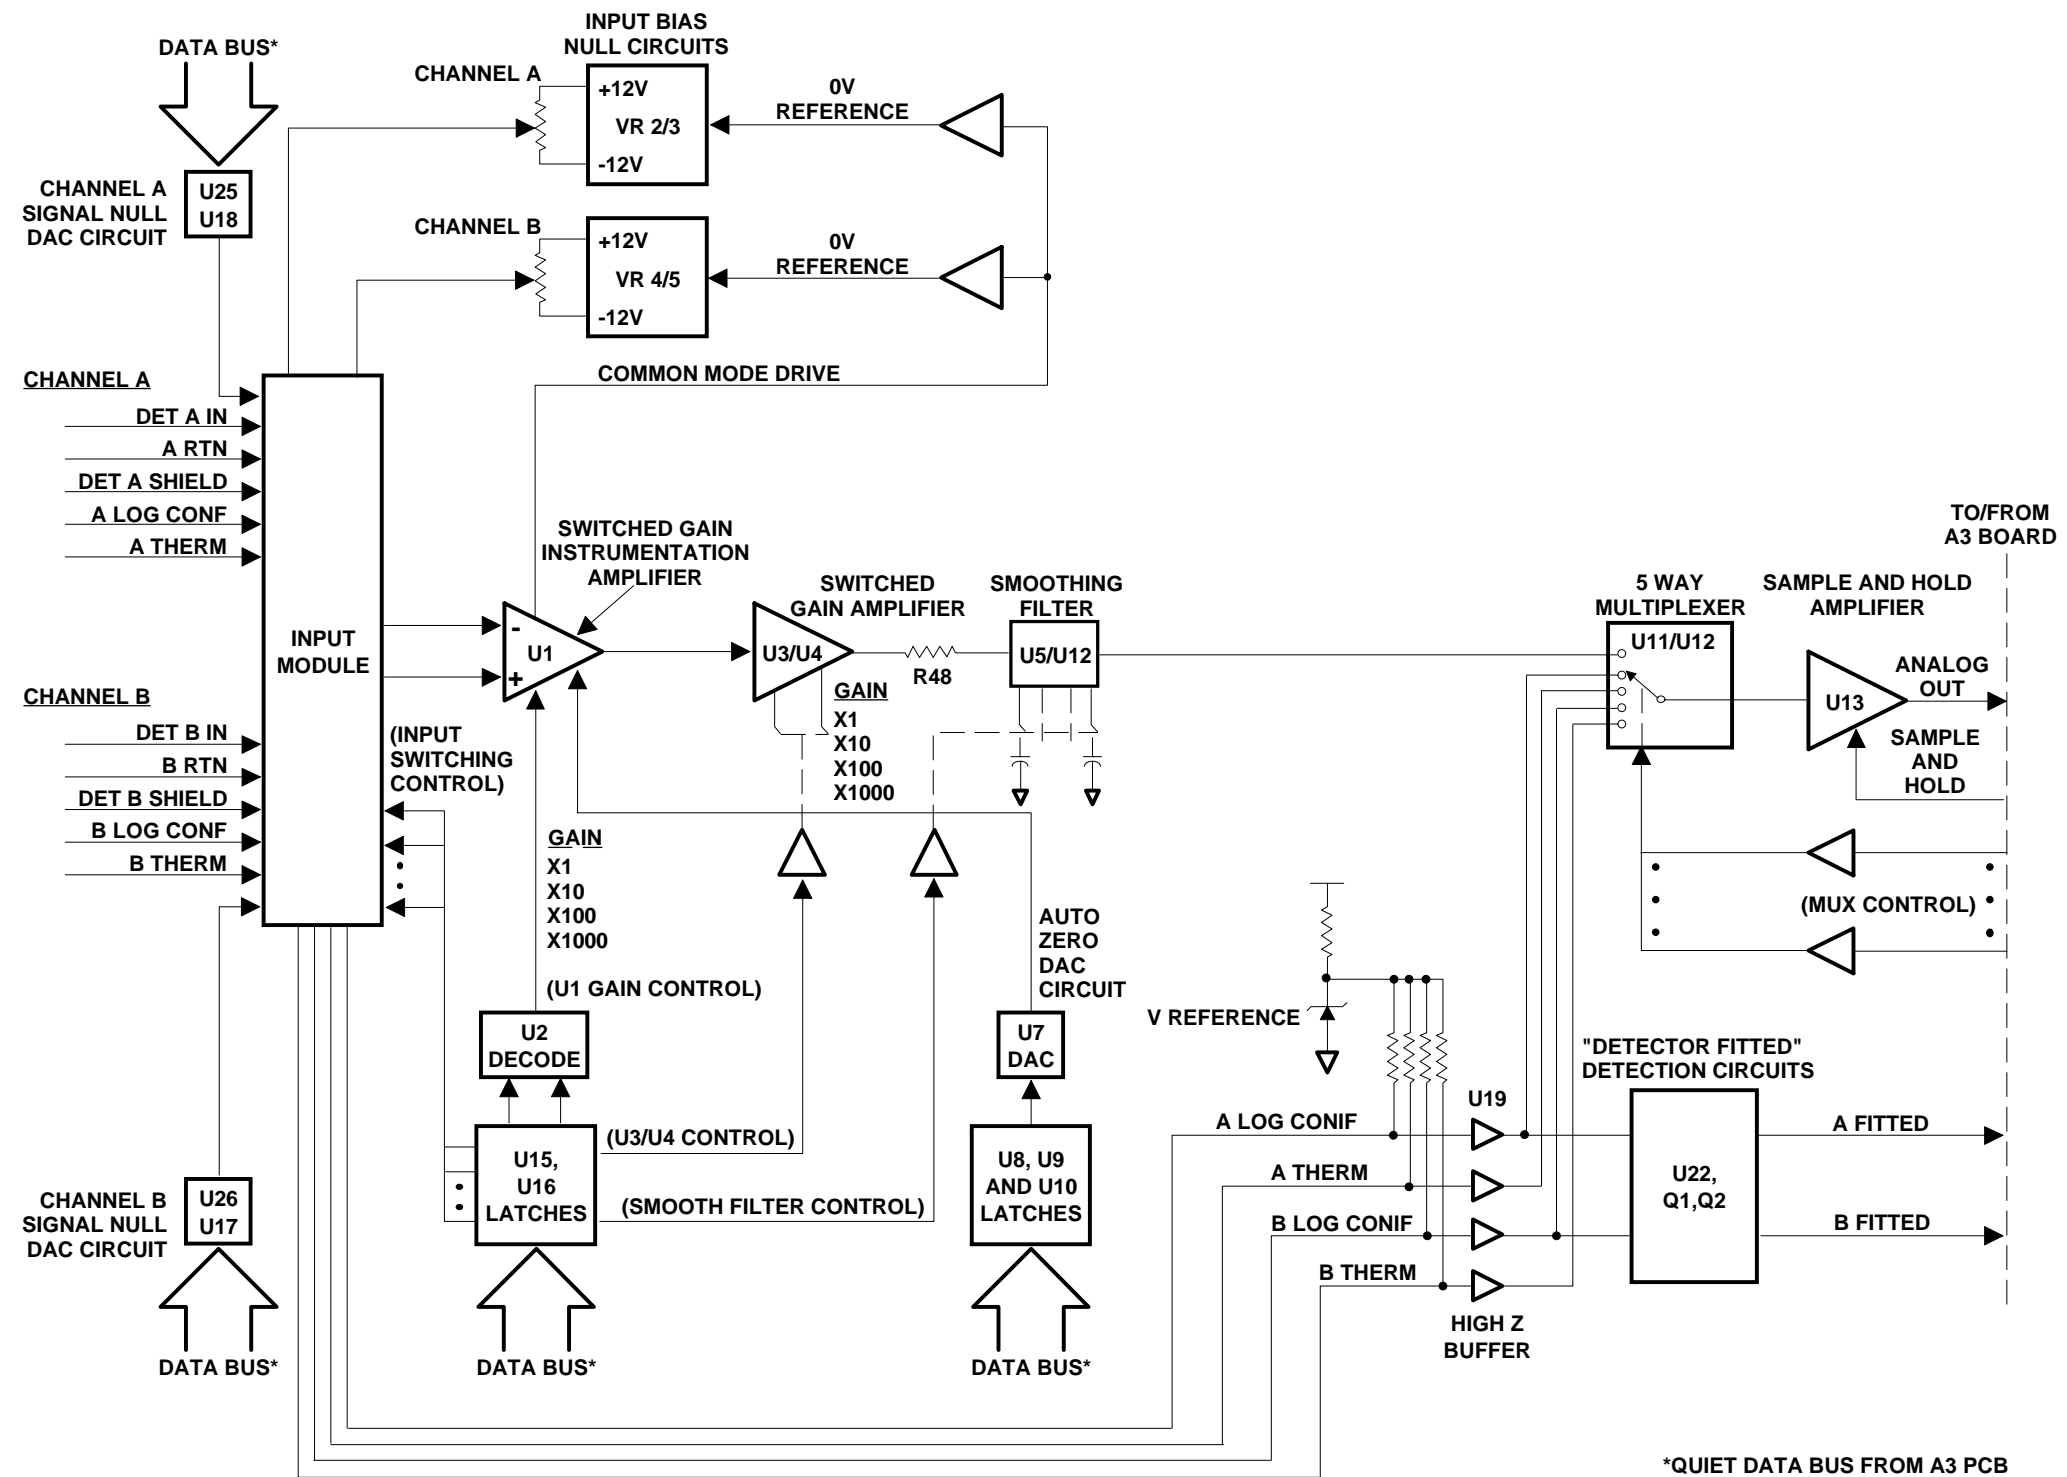 INPUT BIAS
NULL CIRCUITS
DATA BUS*
CHANNEL A
+12V
VR 2/3
-12V
0V
REFERENCE
CHANNEL A
SIGNAL NULL
DAC CIRCUIT
U25
U18
CHANNEL B
+12V
VR 4/5
-12V
0V
REFERENCE
COMMON MODE DRIVE
CHANNEL A
DET A IN
A RTN
DET A SHIELD
A LOG CONF
A THERM
INPUT
MODULE
CHANNEL B
DET B IN
B RTN
DET B SHIELD
B LOG CONF
B THERM
(INPUT
SWITCHING
CONTROL)
SWITCHED GAIN
INSTRUMENTATION
AMPLIFIER
-
U1
+
SWITCHED
GAIN AMPLIFIER
U3/U4
R48
GAIN
X1
X10
X100
X1000
SMOOTHING
FILTER
U5/U12
5 WAY
MULTIPLEXER
U11/U12
SAMPLE AND HOLD
AMPLIFIER
U13
TO/FROM
A3 BOARD
ANALOG
OUT
SAMPLE
AND
HOLD
(MUX CONTROL)
GAIN
X1
X10
X100
X1000
(U1 GAIN CONTROL)
U2
DECODE
AUTO
ZERO
DAC
CIRCUIT
U7
DAC
V REFERENCE
"DETECTOR FITTED"
DETECTION CIRCUITS
U22,
Q1,Q2
A FITTED
B FITTED
U19
A LOG CONIF
A THERM
B LOG CONIF
B THERM
HIGH Z
BUFFER
U15,
U16
LATCHES
(U3/U4 CONTROL)
(SMOOTH FILTER CONTROL)
U8, U9
AND U10
LATCHES
CHANNEL B
SIGNAL NULL
DAC CIRCUIT
U26
U17
DATA BUS*
DATA BUS*
DATA BUS*
*QUIET DATA BUS FROM A3 PCB